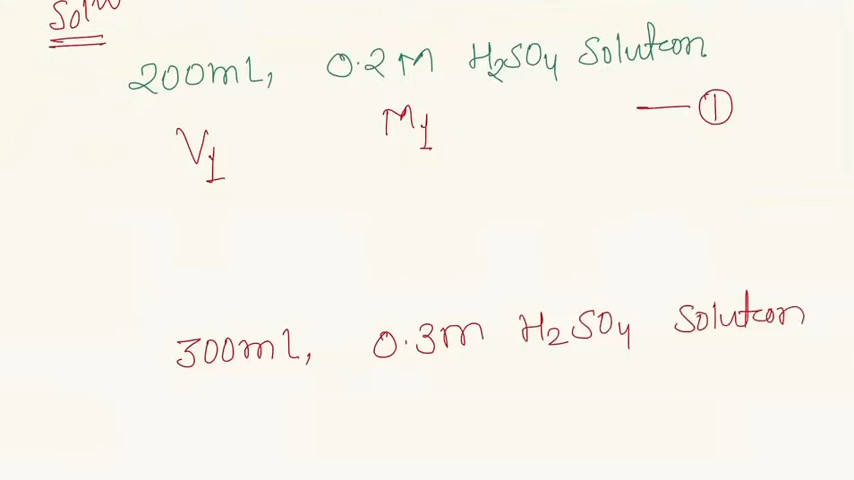 Soln
200mL, 0.2M H₂SO₄ Solution
V₁ M₁ — ①
300ml, 0.3m H₂SO₄ Solution